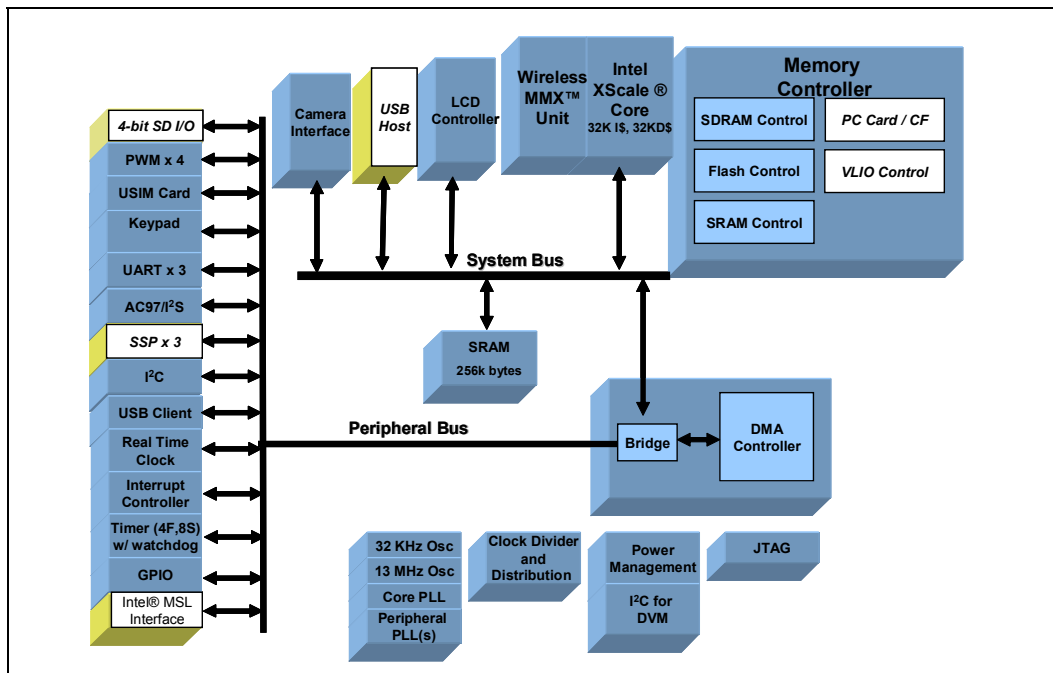 4-bit SD I/O
PWM x 4
USIM Card
Keypad
UART x 3
AC97/I²S
SSP x 3
I²C
USB Client
Real Time
Clock
Interrupt
Controller
Timer (4F,8S)
w/ watchdog
GPIO
Intel® MSL
Interface
Camera
Interface
USB
Host
LCD
Controller
Wireless
MMX™
Unit
Intel
XScale ®
Core
32K I$, 32KD$
Memory
Controller
SDRAM Control
Flash Control
SRAM Control
PC Card / CF
VLIO Control
System Bus
SRAM
256k bytes
Peripheral Bus
Bridge
DMA
Controller
32 KHz Osc
13 MHz Osc
Core PLL
Peripheral
PLL(s)
Clock Divider
and
Distribution
Power
Management
I²C for
DVM
JTAG